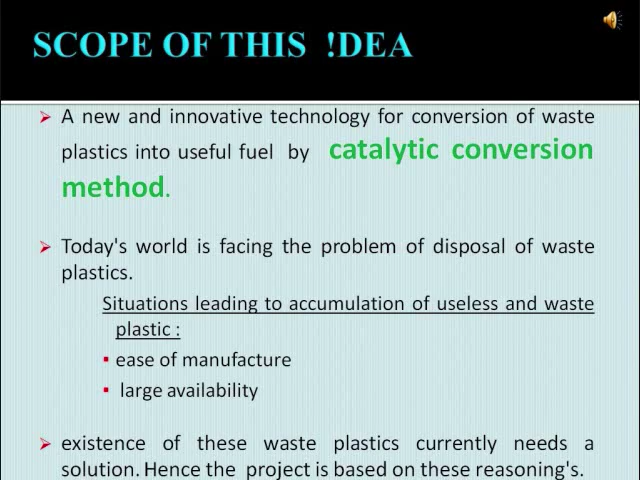 SCOPE OF THIS !DEA
A new and innovative technology for conversion of waste
plastics into useful fuel by catalytic conversion
method.
Today's world is facing the problem of disposal of waste
plastics.
Situations leading to accumulation of useless and waste
plastic :
ease of manufacture
large availability
existence of these waste plastics currently needs a
solution. Hence the project is based on these reasoning's.